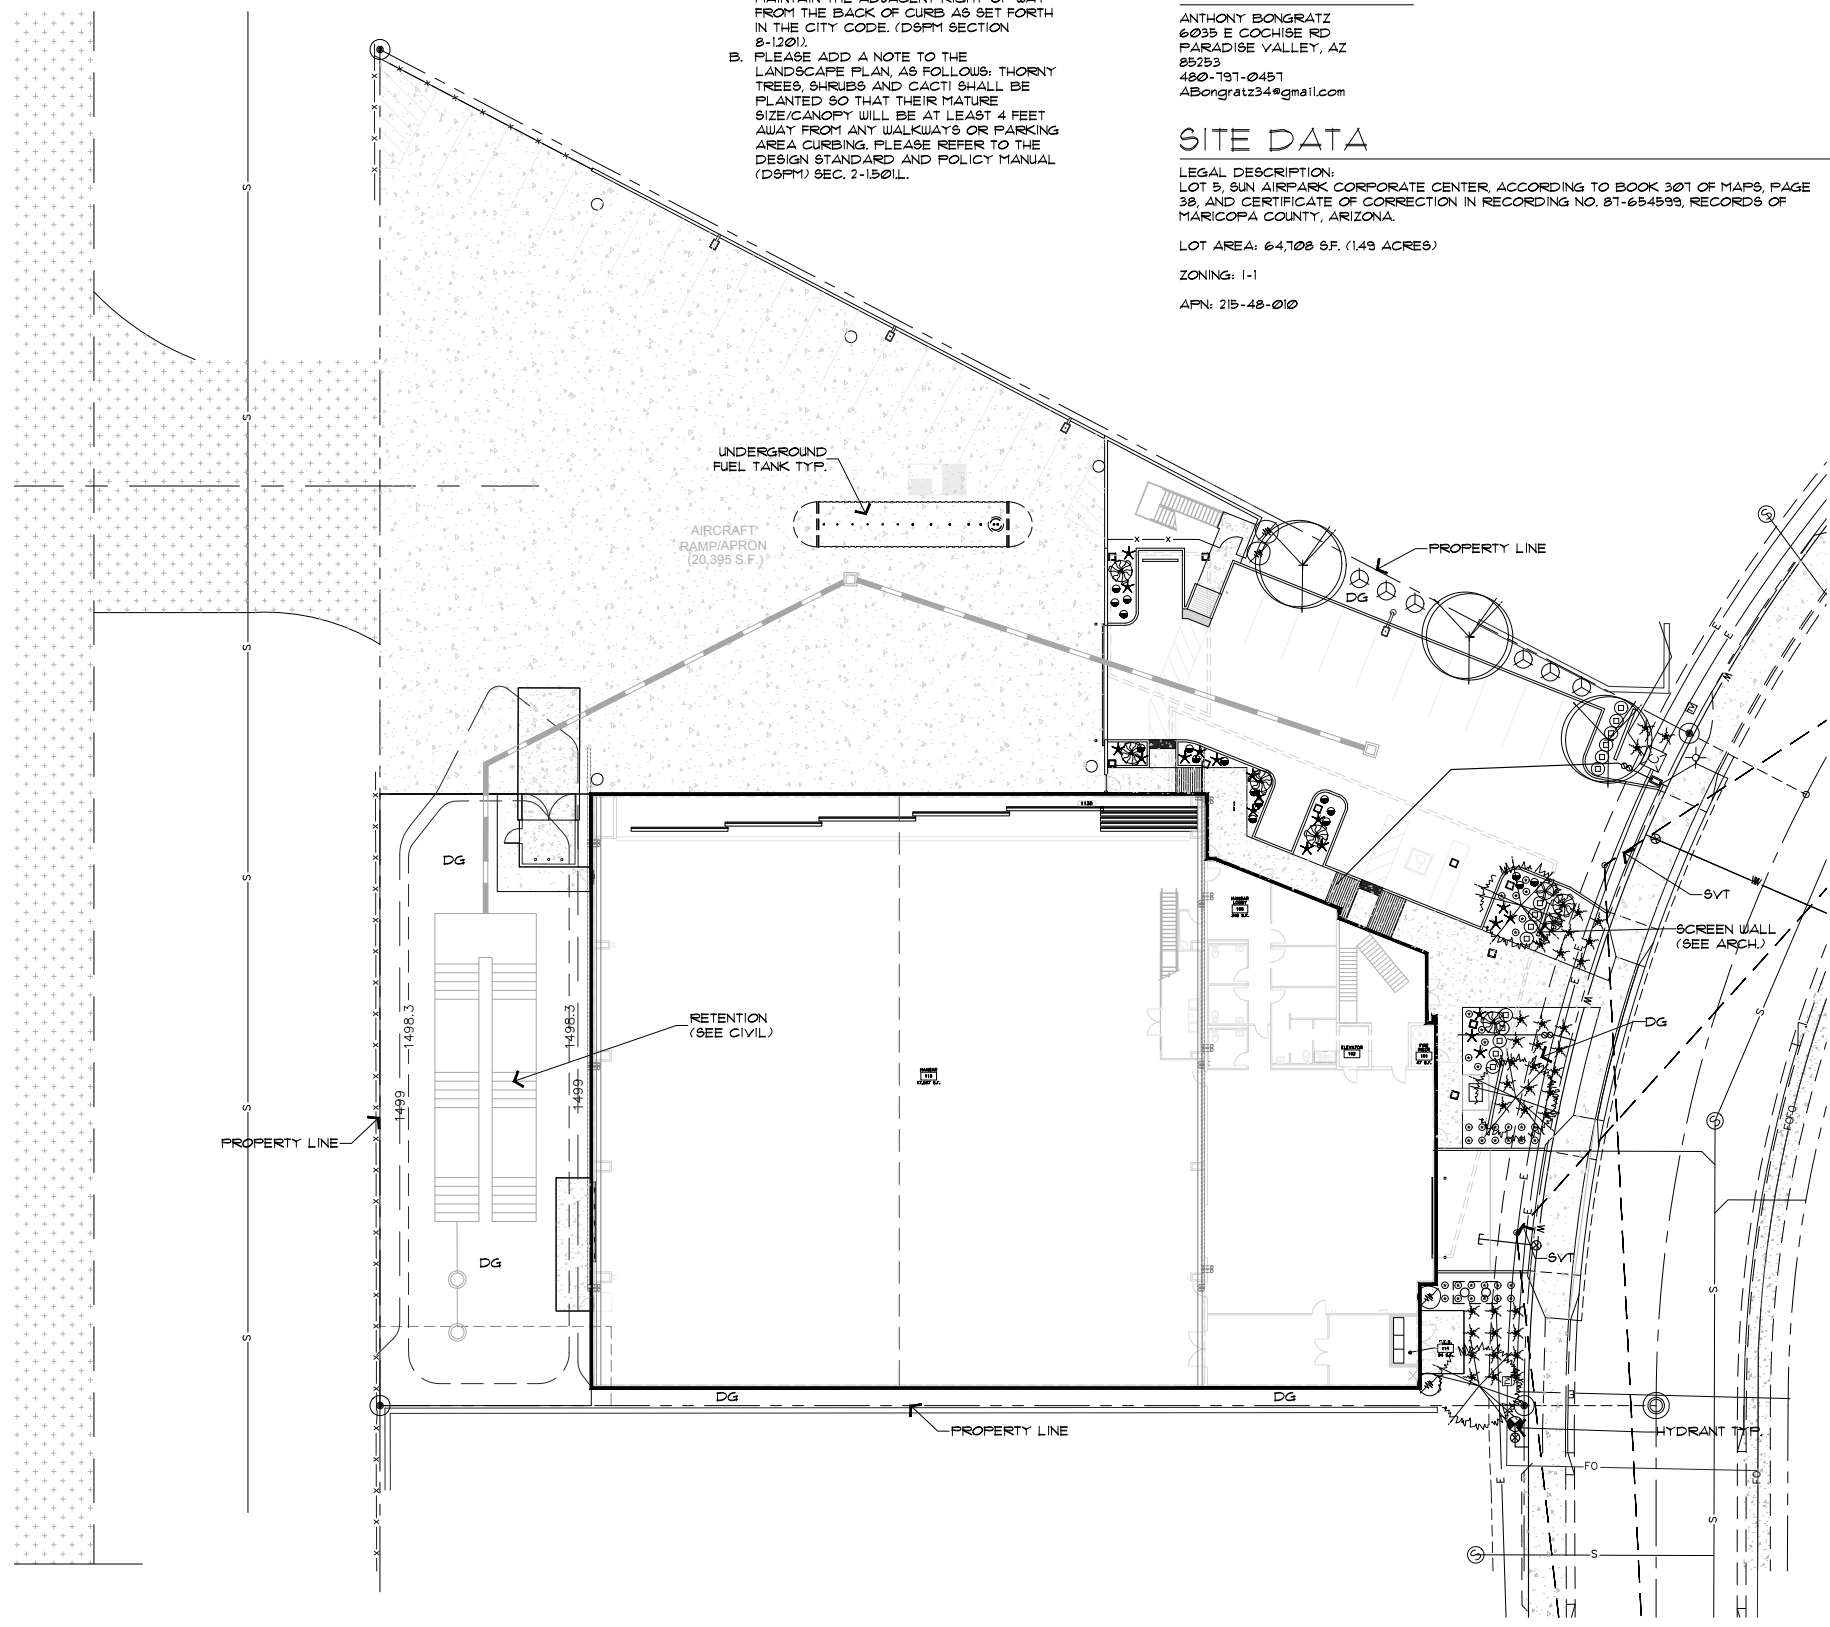 MAINTAIN THE ADJACENT RIGHT-OF-WAY
FROM THE BACK OF CURB AS SET FORTH
IN THE CITY CODE. (DSPM SECTION
8-1.201).
B. PLEASE ADD A NOTE TO THE
LANDSCAPE PLAN, AS FOLLOWS: THORNY
TREES, SHRUBS AND CACTI SHALL BE
PLANTED SO THAT THEIR MATURE
SIZE/CANOPY WILL BE AT LEAST 4 FEET
AWAY FROM ANY WALKWAYS OR PARKING
AREA CURBING. PLEASE REFER TO THE
DESIGN STANDARD AND POLICY MANUAL
(DSPM) SEC. 2-1.501.L.
ANTHONY BONGRATZ
6035 E COCHISE RD
PARADISE VALLEY, AZ
85253
480-797-0457
ABongratz34@gmail.com
SITE DATA
LEGAL DESCRIPTION:
LOT 5, SUN AIRPARK CORPORATE CENTER, ACCORDING TO BOOK 307 OF MAPS, PAGE
38, AND CERTIFICATE OF CORRECTION IN RECORDING NO. 87-654599, RECORDS OF
MARICOPA COUNTY, ARIZONA.
LOT AREA: 64,708 S.F. (1.49 ACRES)
ZONING: I-1
APN: 215-48-010
UNDERGROUND
FUEL TANK TYP.
AIRCRAFT
RAMP/APRON
(20,395 S.F.)
PROPERTY LINE
DG
DG
SVT
SCREEN WALL
(SEE ARCH.)
RETENTION
(SEE CIVIL)
DG
1498.3
1498.3
1499
1499
PROPERTY LINE
HANGAR
LOBBY
ELEVATOR
102
HANGAR
SVT
DG
DG
DG
PROPERTY LINE
HYDRANT TYP.
FO
FO
FO
FO
S
S
S
S
S
S
S
S
S
S
S
E
E
E
W
W
W